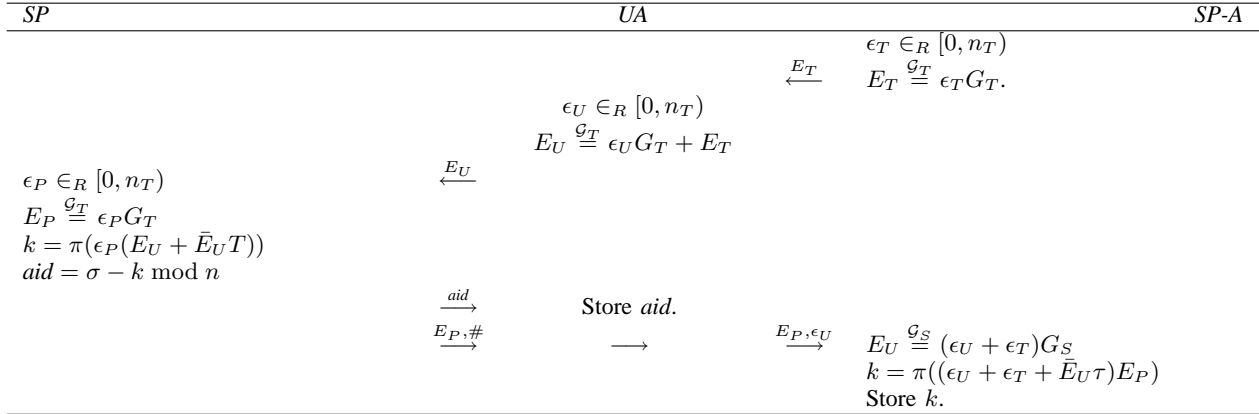 SP UA SP-A
ϵ_T ∈_R [0, n_T)
←^{E_T} E_T =^{𝒢_T} ϵ_T G_T.
ϵ_U ∈_R [0, n_T)
E_U =^{𝒢_T} ϵ_U G_T + E_T
ϵ_P ∈_R [0, n_T) ←^{E_U}
E_P =^{𝒢_T} ϵ_P G_T
k = π(ϵ_P(E_U + Ē_U T))
aid = σ − k mod n
→^{aid} Store aid.
→^{E_P,#} → →^{E_P,ϵ_U} E_U =^{𝒢_S} (ϵ_U + ϵ_T)G_S
k = π((ϵ_U + ϵ_T + Ē_U τ)E_P)
Store k.